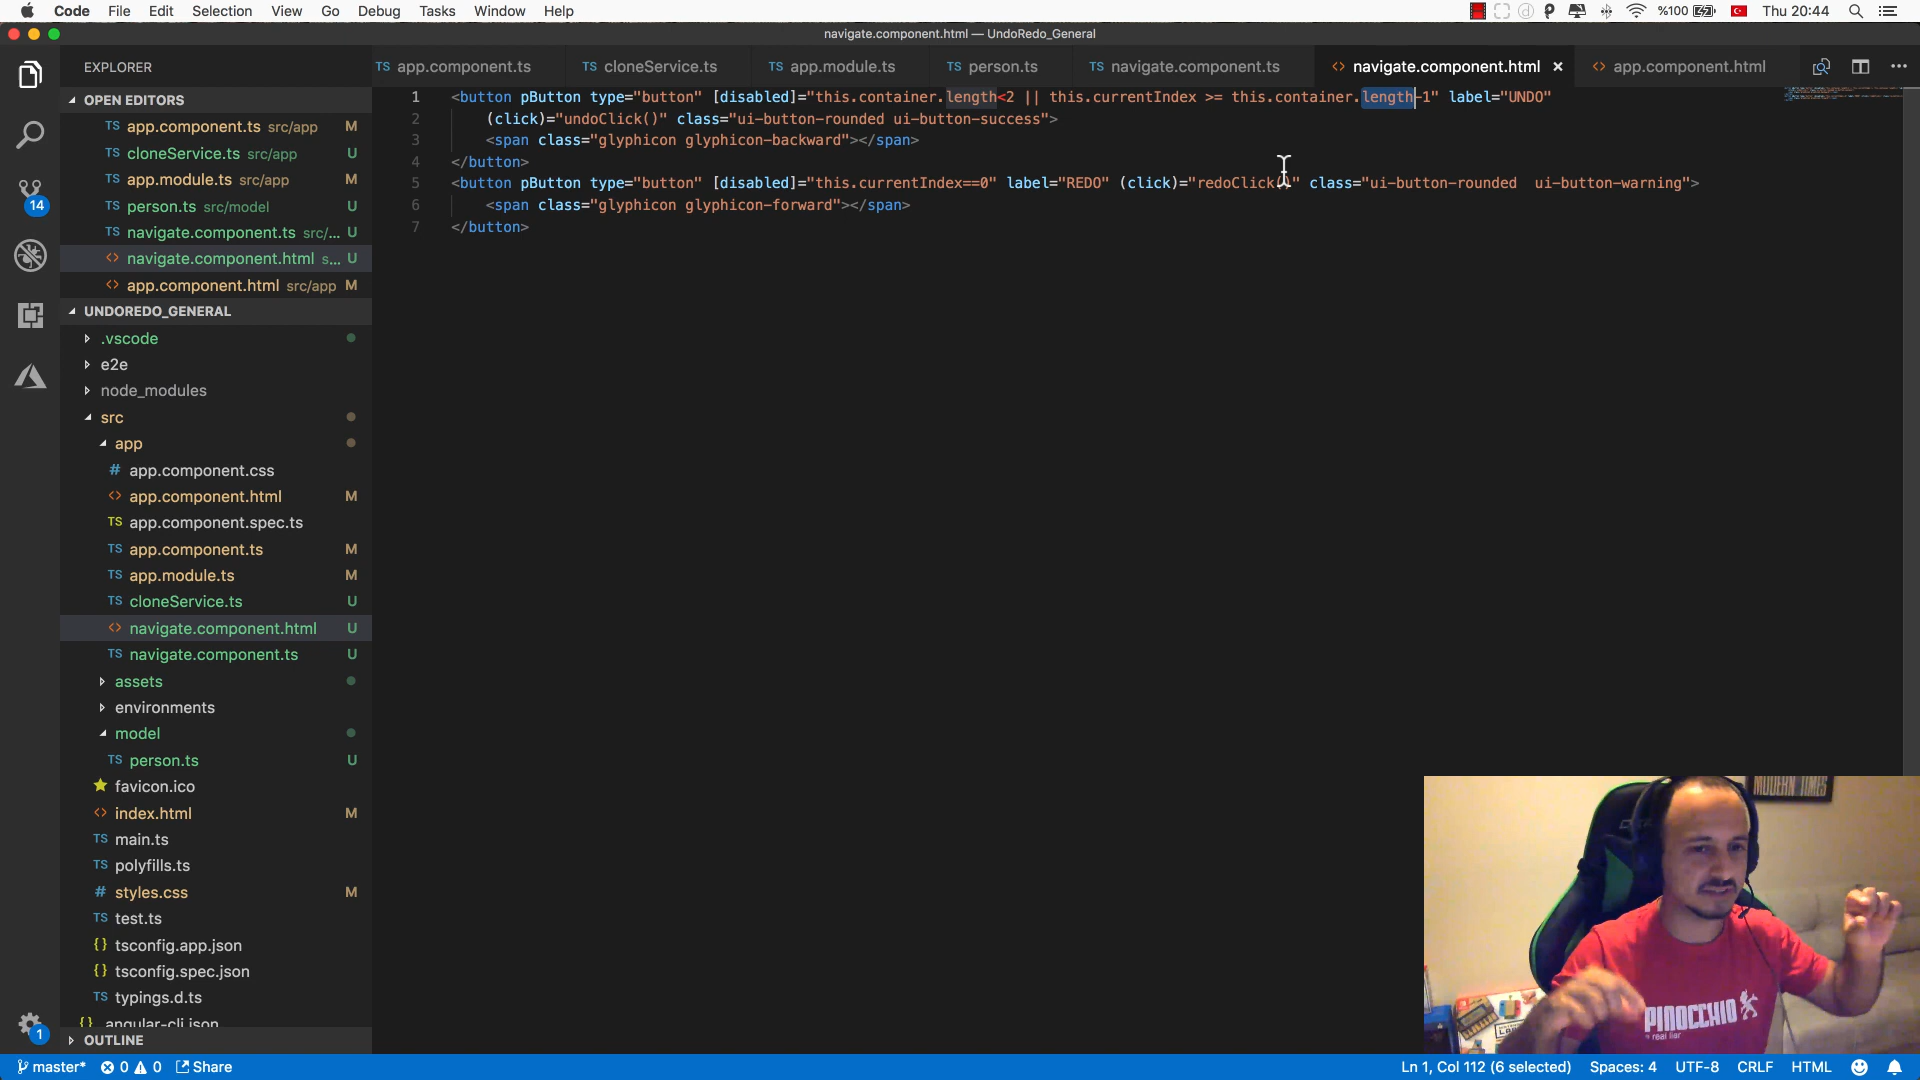 Code File Edit Selection View Go Debug Tasks Window Help
%100 Thu 20:44
navigate.component.html — UndoRedo_General
EXPLORER
TS app.component.ts TS cloneService.ts TS app.module.ts TS person.ts TS navigate.component.ts <> navigate.component.html × <> app.component.html
OPEN EDITORS
TS app.component.ts src/app M
TS cloneService.ts src/app U
TS app.module.ts src/app M
TS person.ts src/model U
TS navigate.component.ts src/... U
<> navigate.component.html s... U
<> app.component.html src/app M
UNDOREDO_GENERAL
.vscode
e2e
node_modules
src
app
# app.component.css
<> app.component.html M
TS app.component.spec.ts
TS app.component.ts M
TS app.module.ts M
TS cloneService.ts U
<> navigate.component.html U
TS navigate.component.ts U
assets
environments
model
TS person.ts U
favicon.ico
<> index.html M
TS main.ts
TS polyfills.ts
# styles.css M
TS test.ts
{} tsconfig.app.json
{} tsconfig.spec.json
TS typings.d.ts
{} .angular-cli.json
OUTLINE
14
1
1 <button pButton type="button" [disabled]="this.container.length<2 || this.currentIndex >= this.container.length-1" label="UNDO"
2 (click)="undoClick()" class="ui-button-rounded ui-button-success">
3 <span class="glyphicon glyphicon-backward"></span>
4 </button>
5 <button pButton type="button" [disabled]="this.currentIndex==0" label="REDO" (click)="redoClick()" class="ui-button-rounded  ui-button-warning">
6 <span class="glyphicon glyphicon-forward"></span>
7 </button>
MODERN TIMES
PINOCCHIO
real liar
master* 0 0 Share
Ln 1, Col 112 (6 selected) Spaces: 4 UTF-8 CRLF HTML